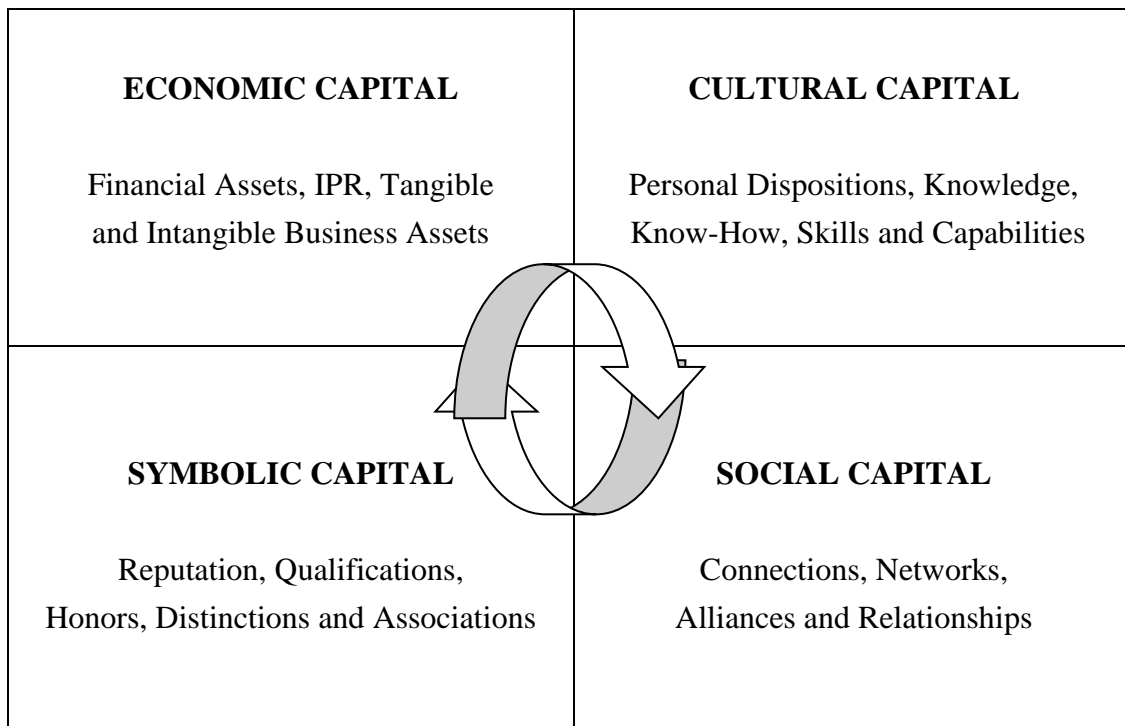 ECONOMIC CAPITAL
Financial Assets, IPR, Tangible
and Intangible Business Assets
CULTURAL CAPITAL
Personal Dispositions, Knowledge,
Know-How, Skills and Capabilities
SYMBOLIC CAPITAL
Reputation, Qualifications,
Honors, Distinctions and Associations
SOCIAL CAPITAL
Connections, Networks,
Alliances and Relationships